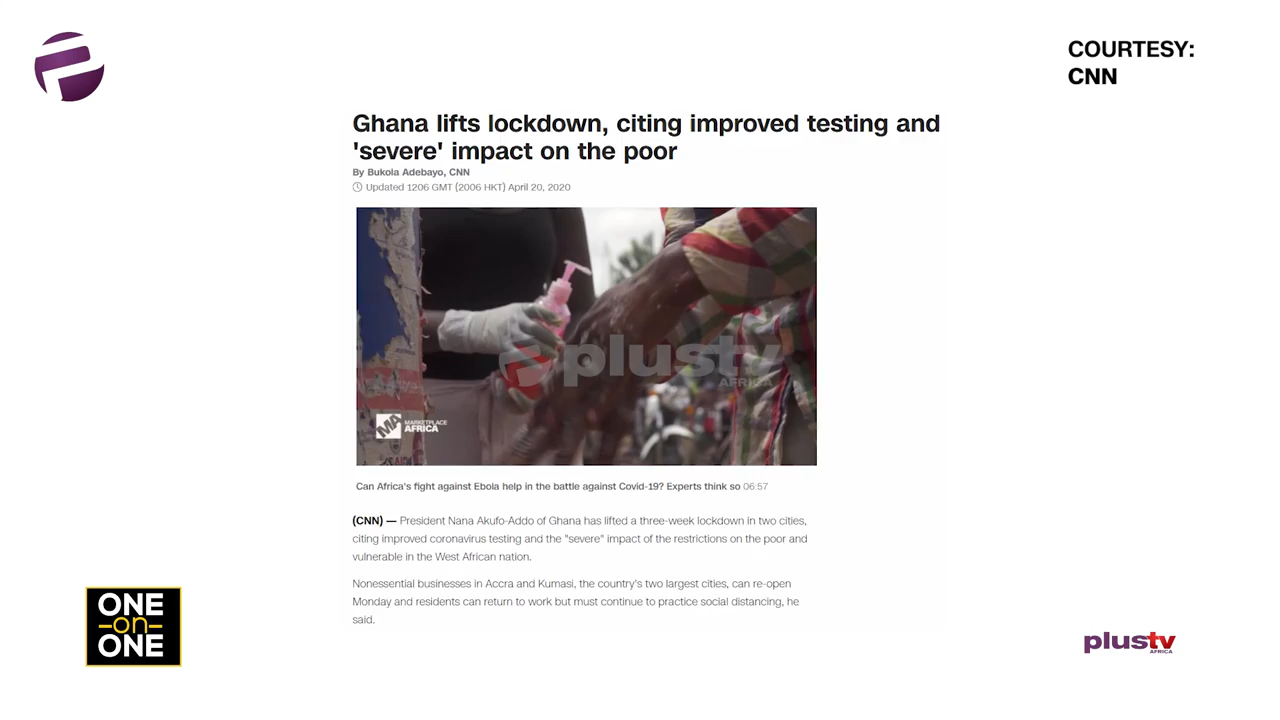 COURTESY:
CNN
Ghana lifts lockdown, citing improved testing and
'severe' impact on the poor
By Bukola Adebayo, CNN
Updated 1206 GMT (2006 HKT) April 20, 2020
plustv
AFRICA
MA
MARKETPLACE
AFRICA
Can Africa's fight against Ebola help in the battle against Covid-19? Experts think so 06:57
(CNN) — President Nana Akufo-Addo of Ghana has lifted a three-week lockdown in two cities,
citing improved coronavirus testing and the "severe" impact of the restrictions on the poor and
vulnerable in the West African nation.
Nonessential businesses in Accra and Kumasi, the country's two largest cities, can re-open
Monday and residents can return to work but must continue to practice social distancing, he
said.
ONE
on
ONE
plustv
AFRICA